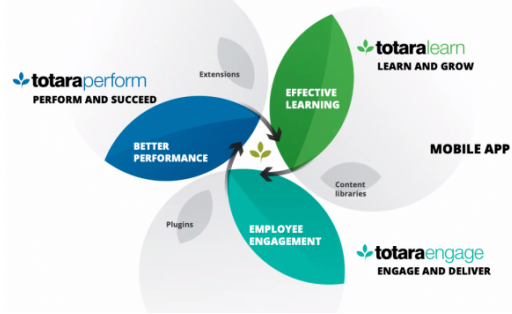 totaralearn
LEARN AND GROW
Extensions
totaraperform
PERFORM AND SUCCEED
EFFECTIVE
LEARNING
BETTER
PERFORMANCE
MOBILE APP
Content
libraries
Plugins
EMPLOYEE
ENGAGEMENT
totaraengage
ENGAGE AND DELIVER